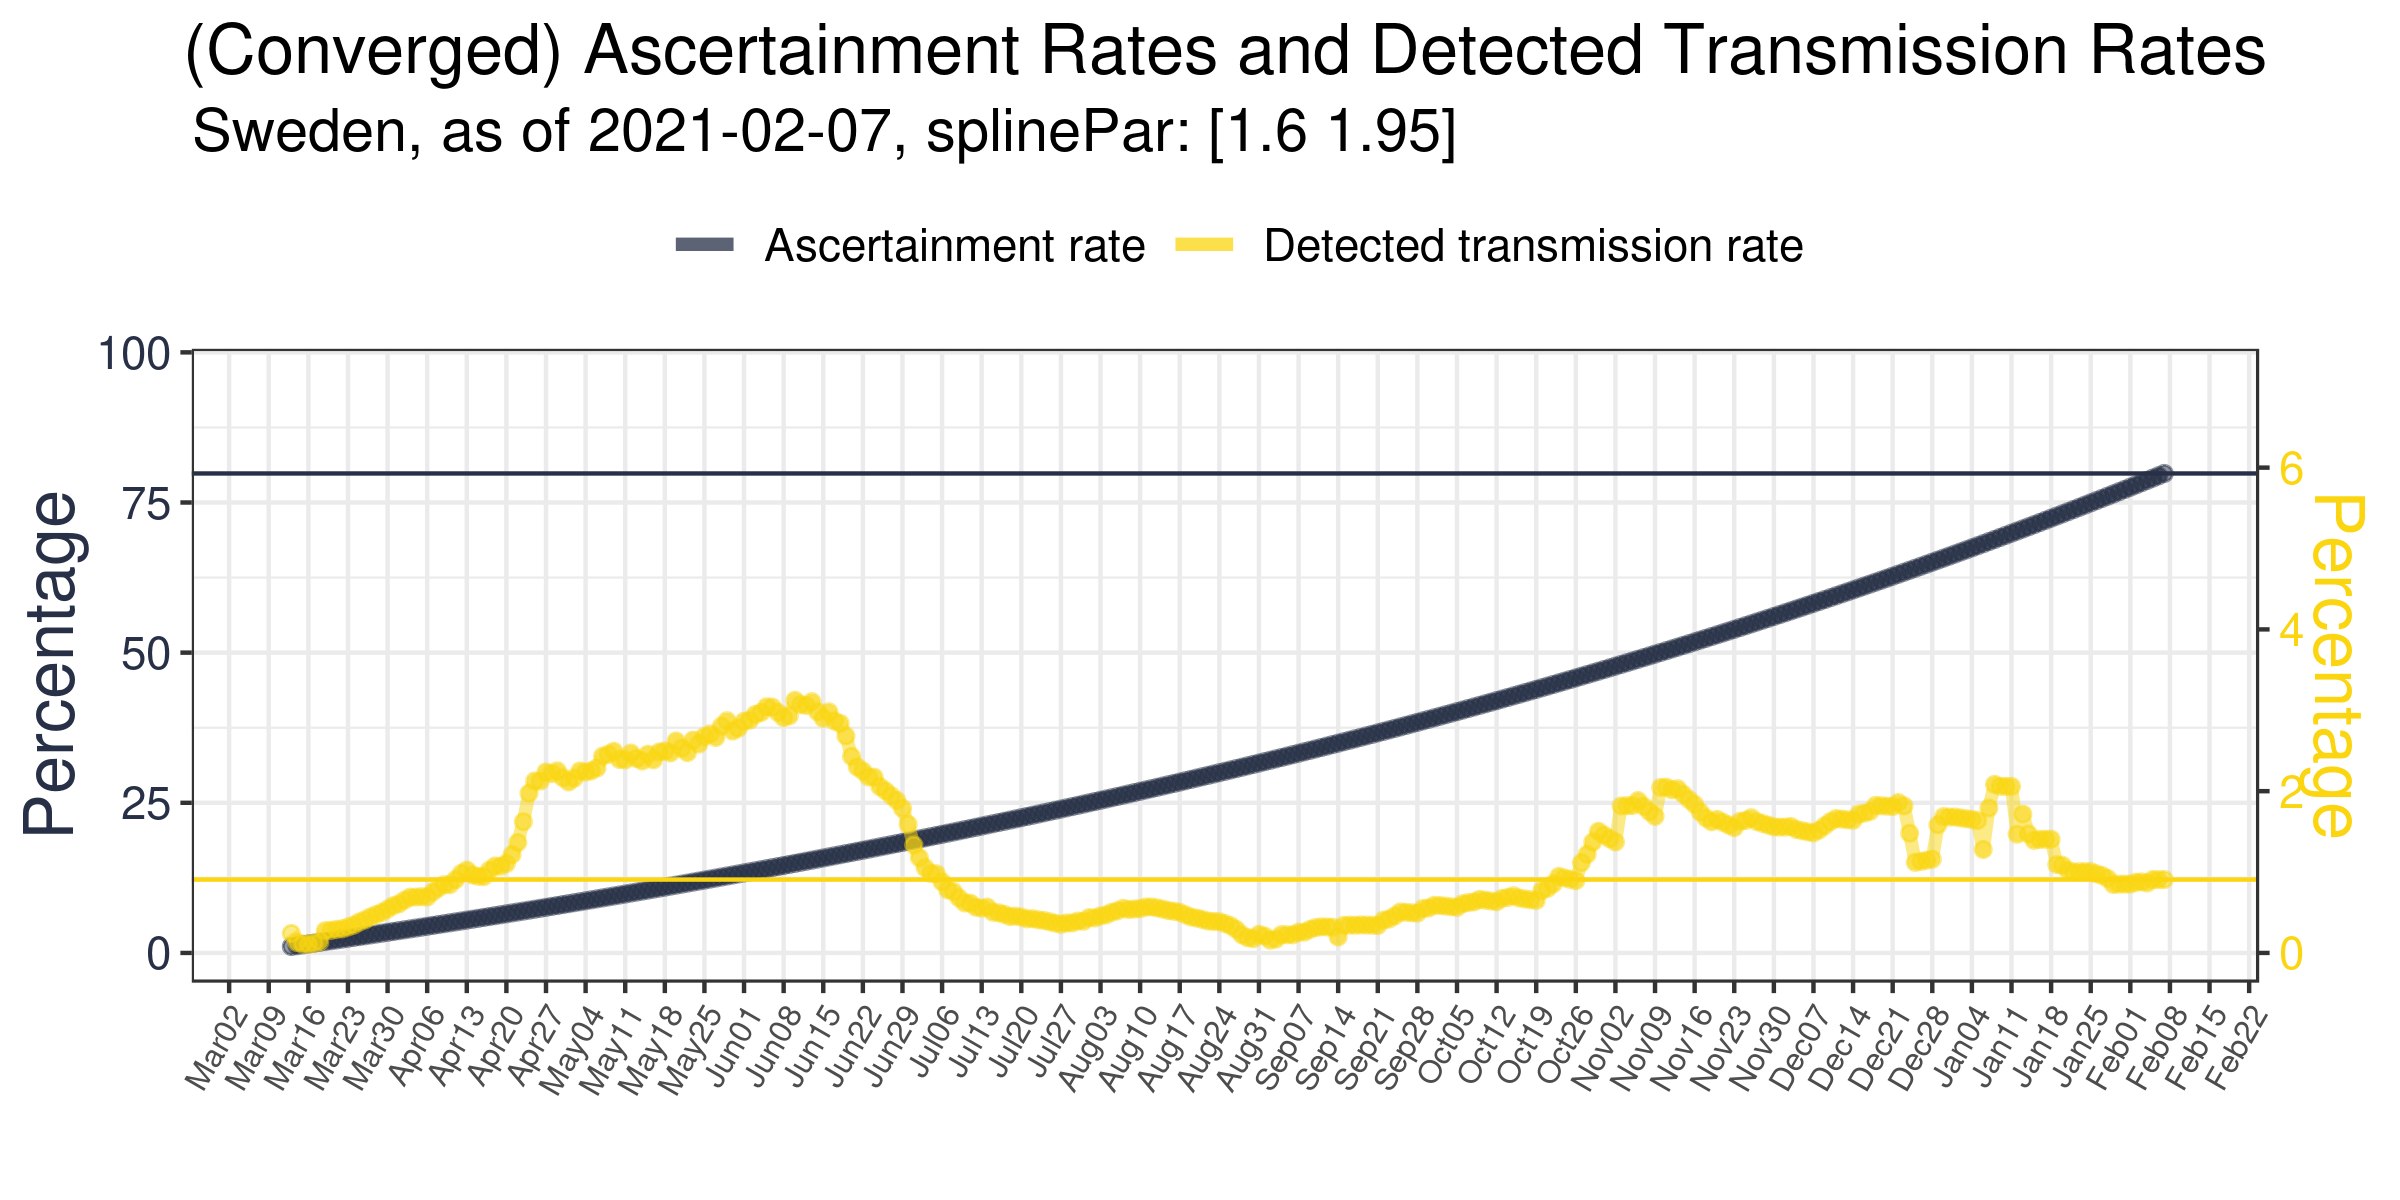 (Converged) Ascertainment Rates and Detected Transmission Rates
Sweden, as of 2021-02-07, splinePar: [1.6 1.95]
Ascertainment rate
Detected transmission rate
Percentage
100
75
50
25
0
6
4
2
0
Percentage
Mar02
Mar09
Mar16
Mar23
Mar30
Apr06
Apr13
Apr20
Apr27
May04
May11
May18
May25
Jun01
Jun08
Jun15
Jun22
Jun29
Jul06
Jul13
Jul20
Jul27
Aug03
Aug10
Aug17
Aug24
Aug31
Sep07
Sep14
Sep21
Sep28
Oct05
Oct12
Oct19
Oct26
Nov02
Nov09
Nov16
Nov23
Nov30
Dec07
Dec14
Dec21
Dec28
Jan04
Jan11
Jan18
Jan25
Feb01
Feb08
Feb15
Feb22